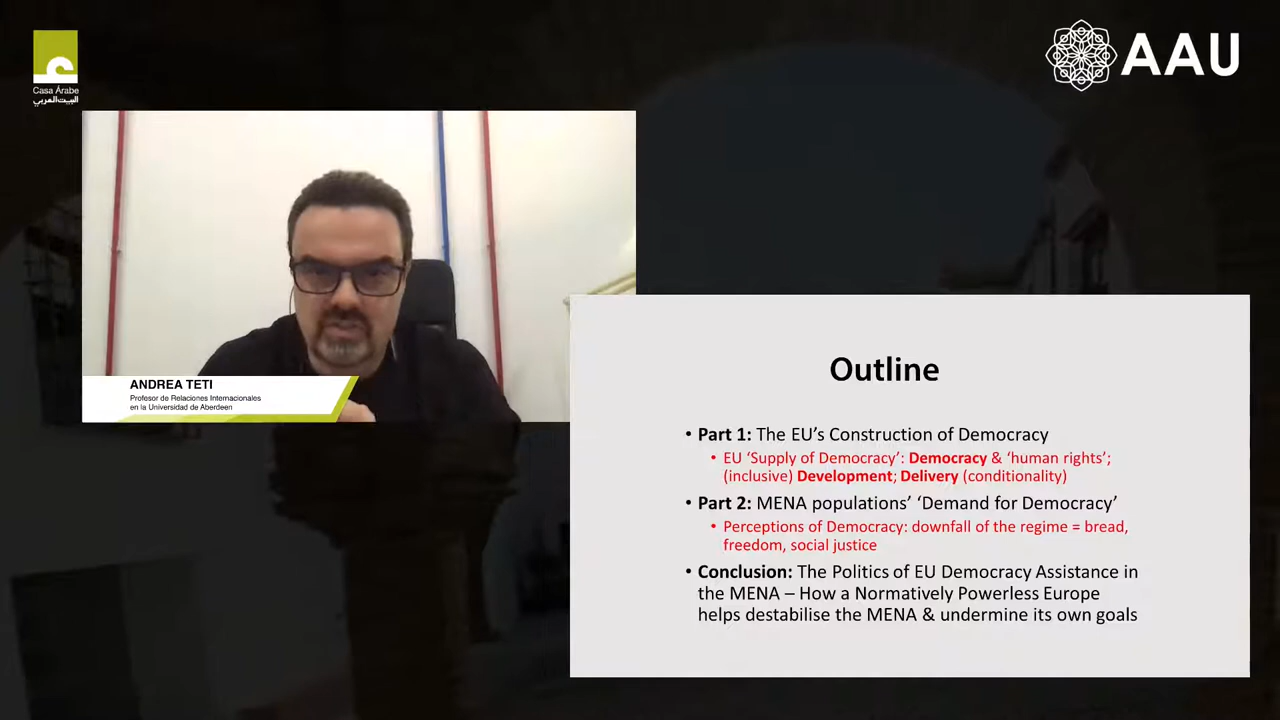 Casa Árabe
البيت العربي
AAU
ANDREA TETI
Profesor de Relaciones Internacionales
en la Universidad de Aberdeen
Outline
• Part 1: The EU’s Construction of Democracy
• EU ‘Supply of Democracy’: Democracy & ‘human rights’;
(inclusive) Development; Delivery (conditionality)
• Part 2: MENA populations’ ‘Demand for Democracy’
• Perceptions of Democracy: downfall of the regime = bread,
freedom, social justice
• Conclusion: The Politics of EU Democracy Assistance in
the MENA – How a Normatively Powerless Europe
helps destabilise the MENA & undermine its own goals